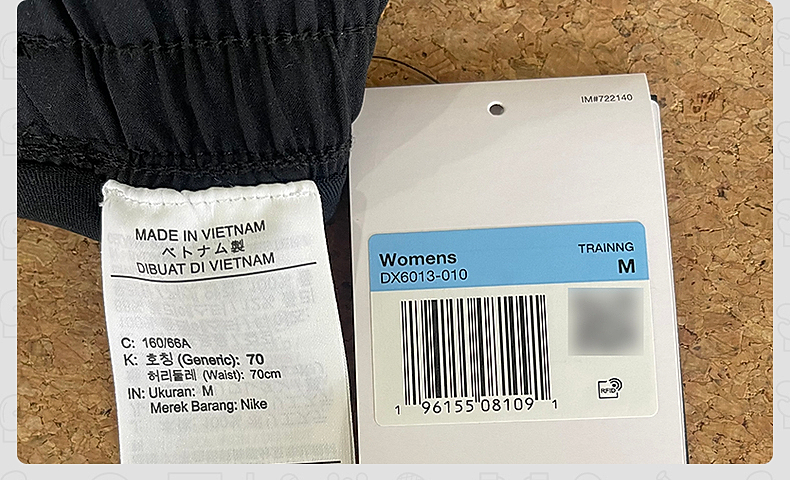 MADE IN VIETNAM
ベトナム製
DIBUAT DI VIETNAM
C: 160/66A
K: 호칭 (Generic): 70
허리둘레 (Waist): 70cm
IN: Ukuran: M
Merek Barang: Nike
IM#722140
Womens
TRAINNG
DX6013-010
M
RFID
1 96155 08109 1